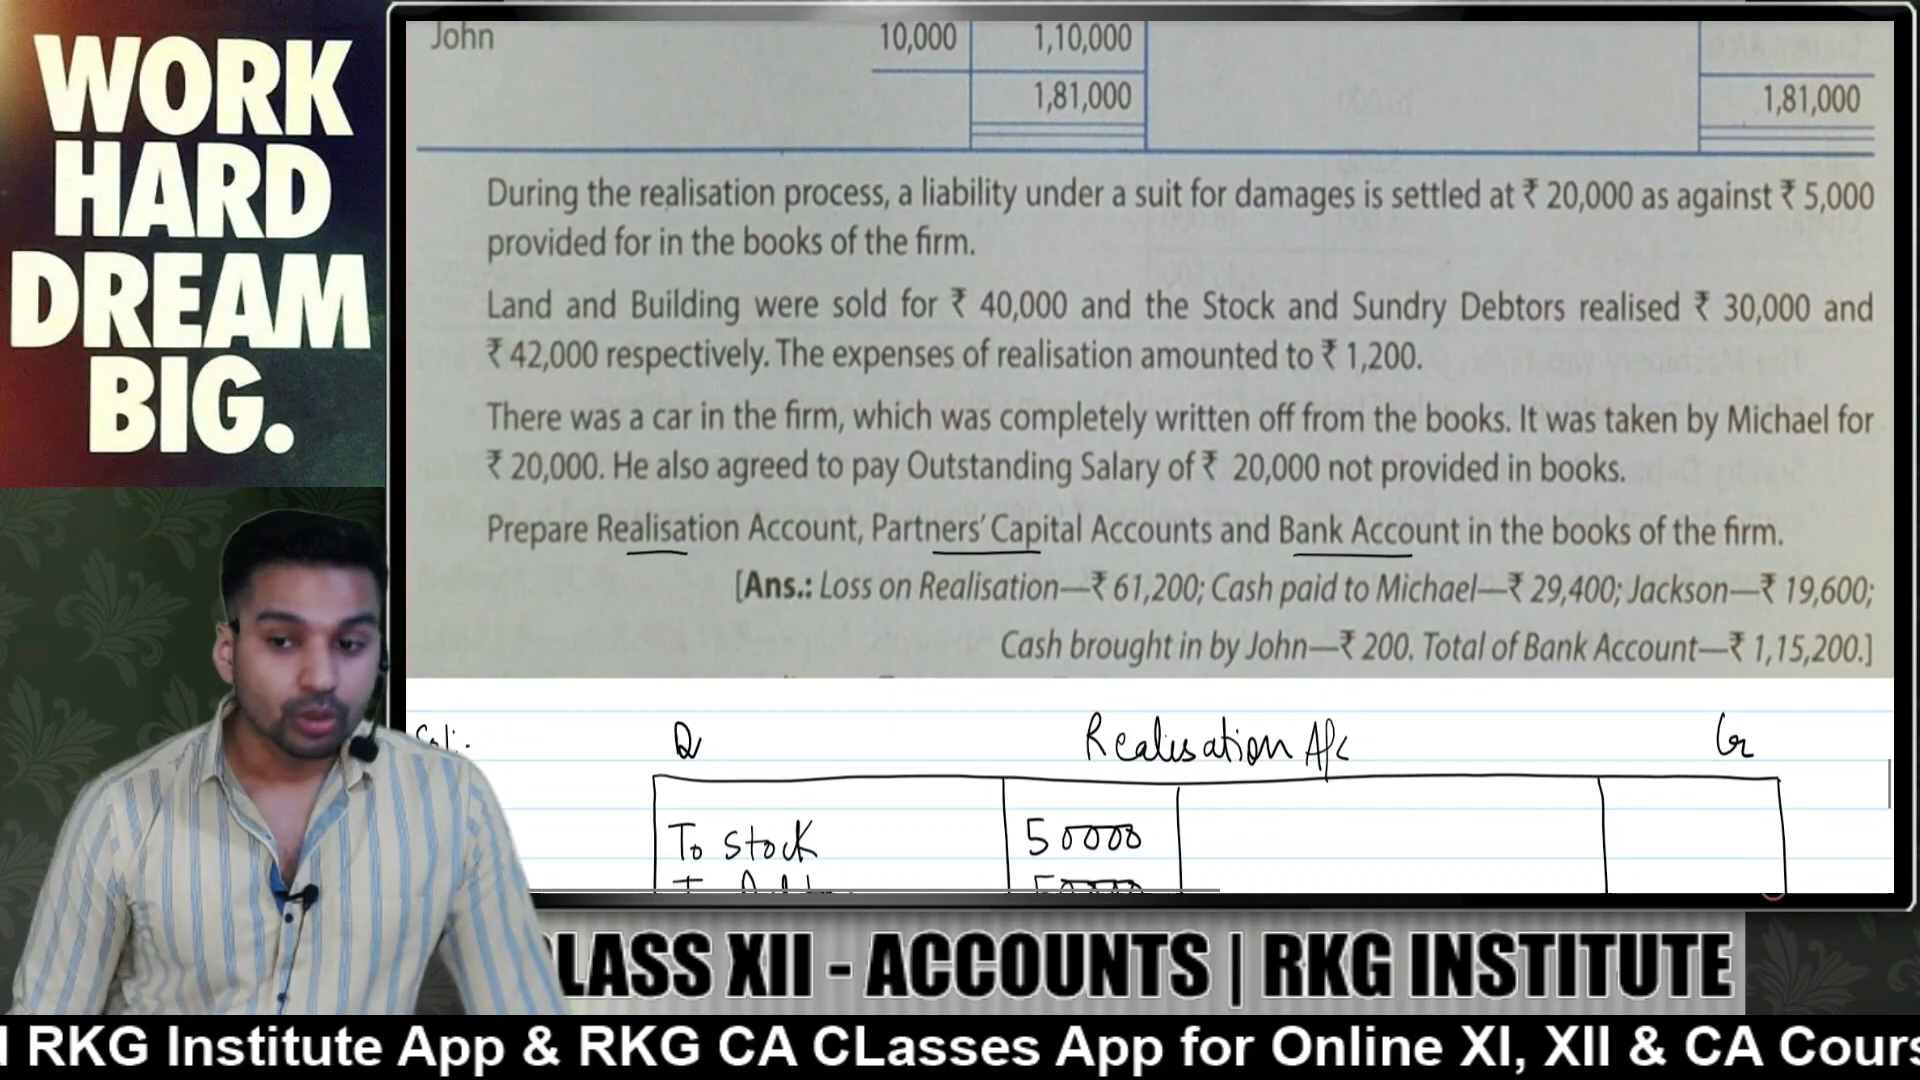 WORK
HARD
DREAM
BIG.
John 10,000 1,10,000
1,81,000 1,81,000
During the realisation process, a liability under a suit for damages is settled at ₹ 20,000 as against ₹ 5,000
provided for in the books of the firm.
Land and Building were sold for ₹ 40,000 and the Stock and Sundry Debtors realised ₹ 30,000 and
₹ 42,000 respectively. The expenses of realisation amounted to ₹ 1,200.
There was a car in the firm, which was completely written off from the books. It was taken by Michael for
₹ 20,000. He also agreed to pay Outstanding Salary of ₹ 20,000 not provided in books.
Prepare Realisation Account, Partners' Capital Accounts and Bank Account in the books of the firm.
[Ans.: Loss on Realisation—₹ 61,200; Cash paid to Michael—₹ 29,400; Jackson—₹ 19,600;
Cash brought in by John—₹ 200. Total of Bank Account—₹ 1,15,200.]
Dr Realisation A/c Cr
To Stock 50000
LASS XII - ACCOUNTS | RKG INSTITUTE
RKG Institute App & RKG CA CLasses App for Online XI, XII & CA Cours